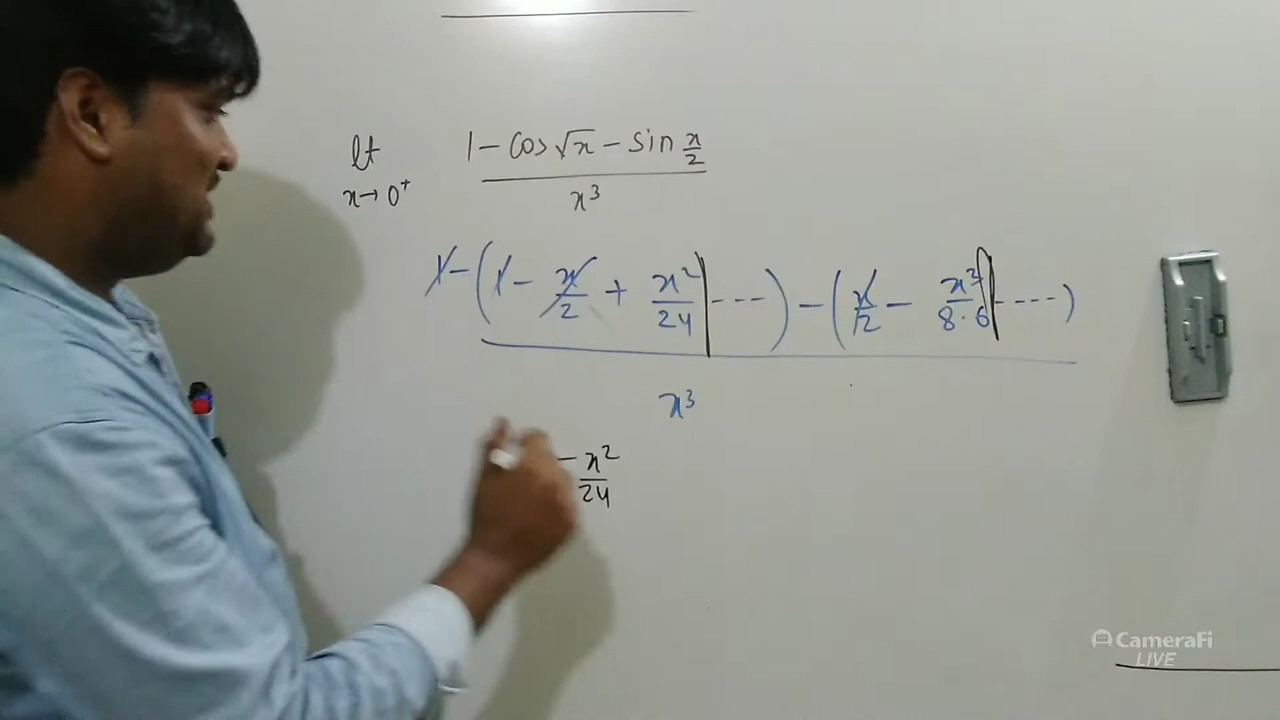 lt x→0⁺ (1 - cos√x - sin x/2) / x³
1 - (1 - x/2 + x²/24 ----) - (x/2 - x³/8·6 ----)
x³
- x²/24
CameraFi
LIVE